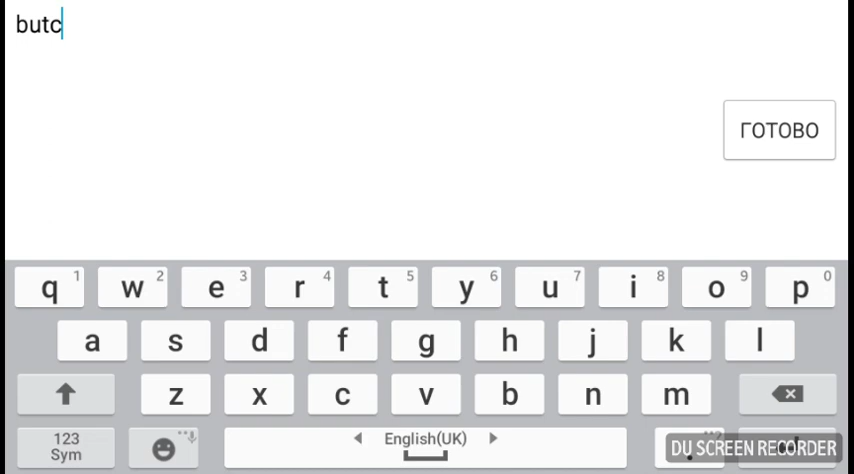 butc
ГОТОВО
q 1 w 2 e 3 r 4 t 5 y 6 u 7 i 8 o 9 p 0
a s d f g h j k l
z x c v b n m
123
Sym
English(UK)
DU SCREEN RECORDER